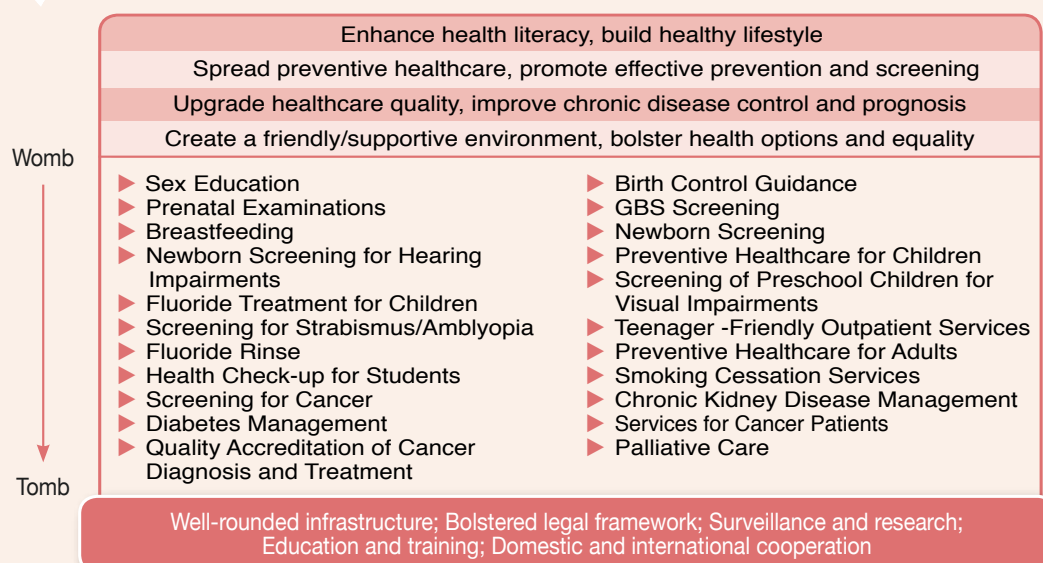 Enhance health literacy, build healthy lifestyle
Spread preventive healthcare, promote effective prevention and screening
Upgrade healthcare quality, improve chronic disease control and prognosis
Create a friendly/supportive environment, bolster health options and equality
Womb
Tomb
Sex Education
Prenatal Examinations
Breastfeeding
Newborn Screening for Hearing
Impairments
Fluoride Treatment for Children
Screening for Strabismus/Amblyopia
Fluoride Rinse
Health Check-up for Students
Screening for Cancer
Diabetes Management
Quality Accreditation of Cancer
Diagnosis and Treatment
Birth Control Guidance
GBS Screening
Newborn Screening
Preventive Healthcare for Children
Screening of Preschool Children for
Visual Impairments
Teenager -Friendly Outpatient Services
Preventive Healthcare for Adults
Smoking Cessation Services
Chronic Kidney Disease Management
Services for Cancer Patients
Palliative Care
Well-rounded infrastructure; Bolstered legal framework; Surveillance and research;
Education and training; Domestic and international cooperation